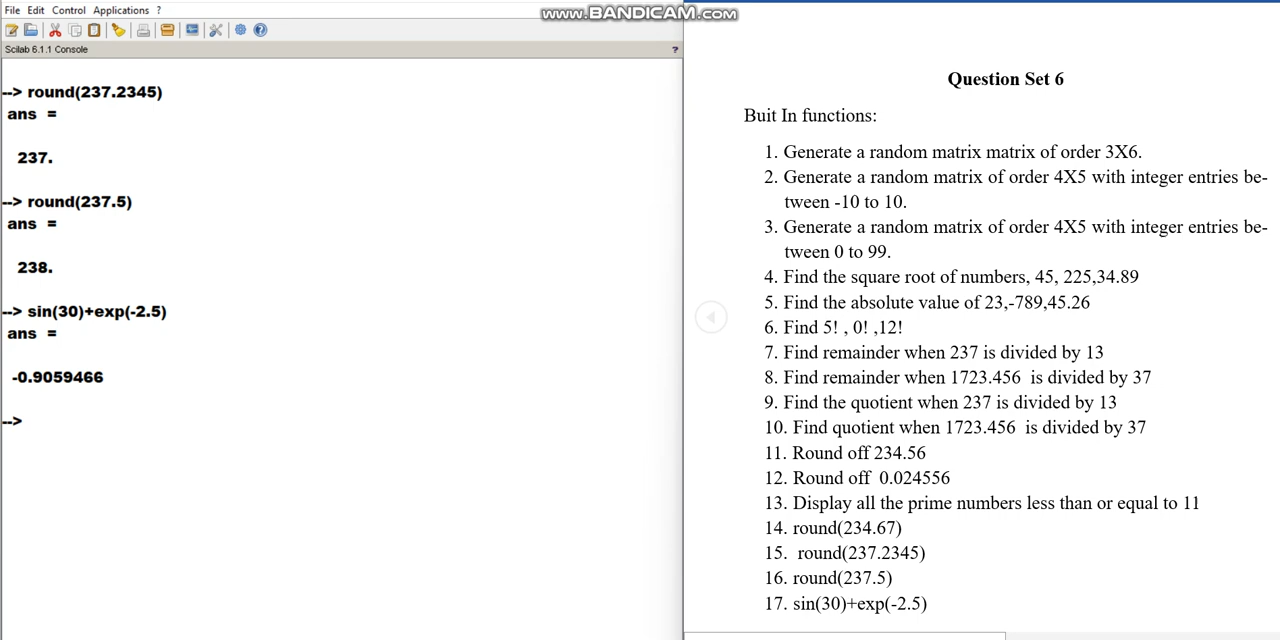 File Edit Control Applications ?
www.BANDICAM.com
Scilab 6.1.1 Console ?
--> round(237.2345)
ans =
237.
--> round(237.5)
ans =
238.
--> sin(30)+exp(-2.5)
ans =
-0.9059466
-->
Question Set 6
Buit In functions:
1. Generate a random matrix matrix of order 3X6.
2. Generate a random matrix of order 4X5 with integer entries be-
tween -10 to 10.
3. Generate a random matrix of order 4X5 with integer entries be-
tween 0 to 99.
4. Find the square root of numbers, 45, 225,34.89
5. Find the absolute value of 23,-789,45.26
6. Find 5! , 0! ,12!
7. Find remainder when 237 is divided by 13
8. Find remainder when 1723.456 is divided by 37
9. Find the quotient when 237 is divided by 13
10. Find quotient when 1723.456 is divided by 37
11. Round off 234.56
12. Round off 0.024556
13. Display all the prime numbers less than or equal to 11
14. round(234.67)
15. round(237.2345)
16. round(237.5)
17. sin(30)+exp(-2.5)